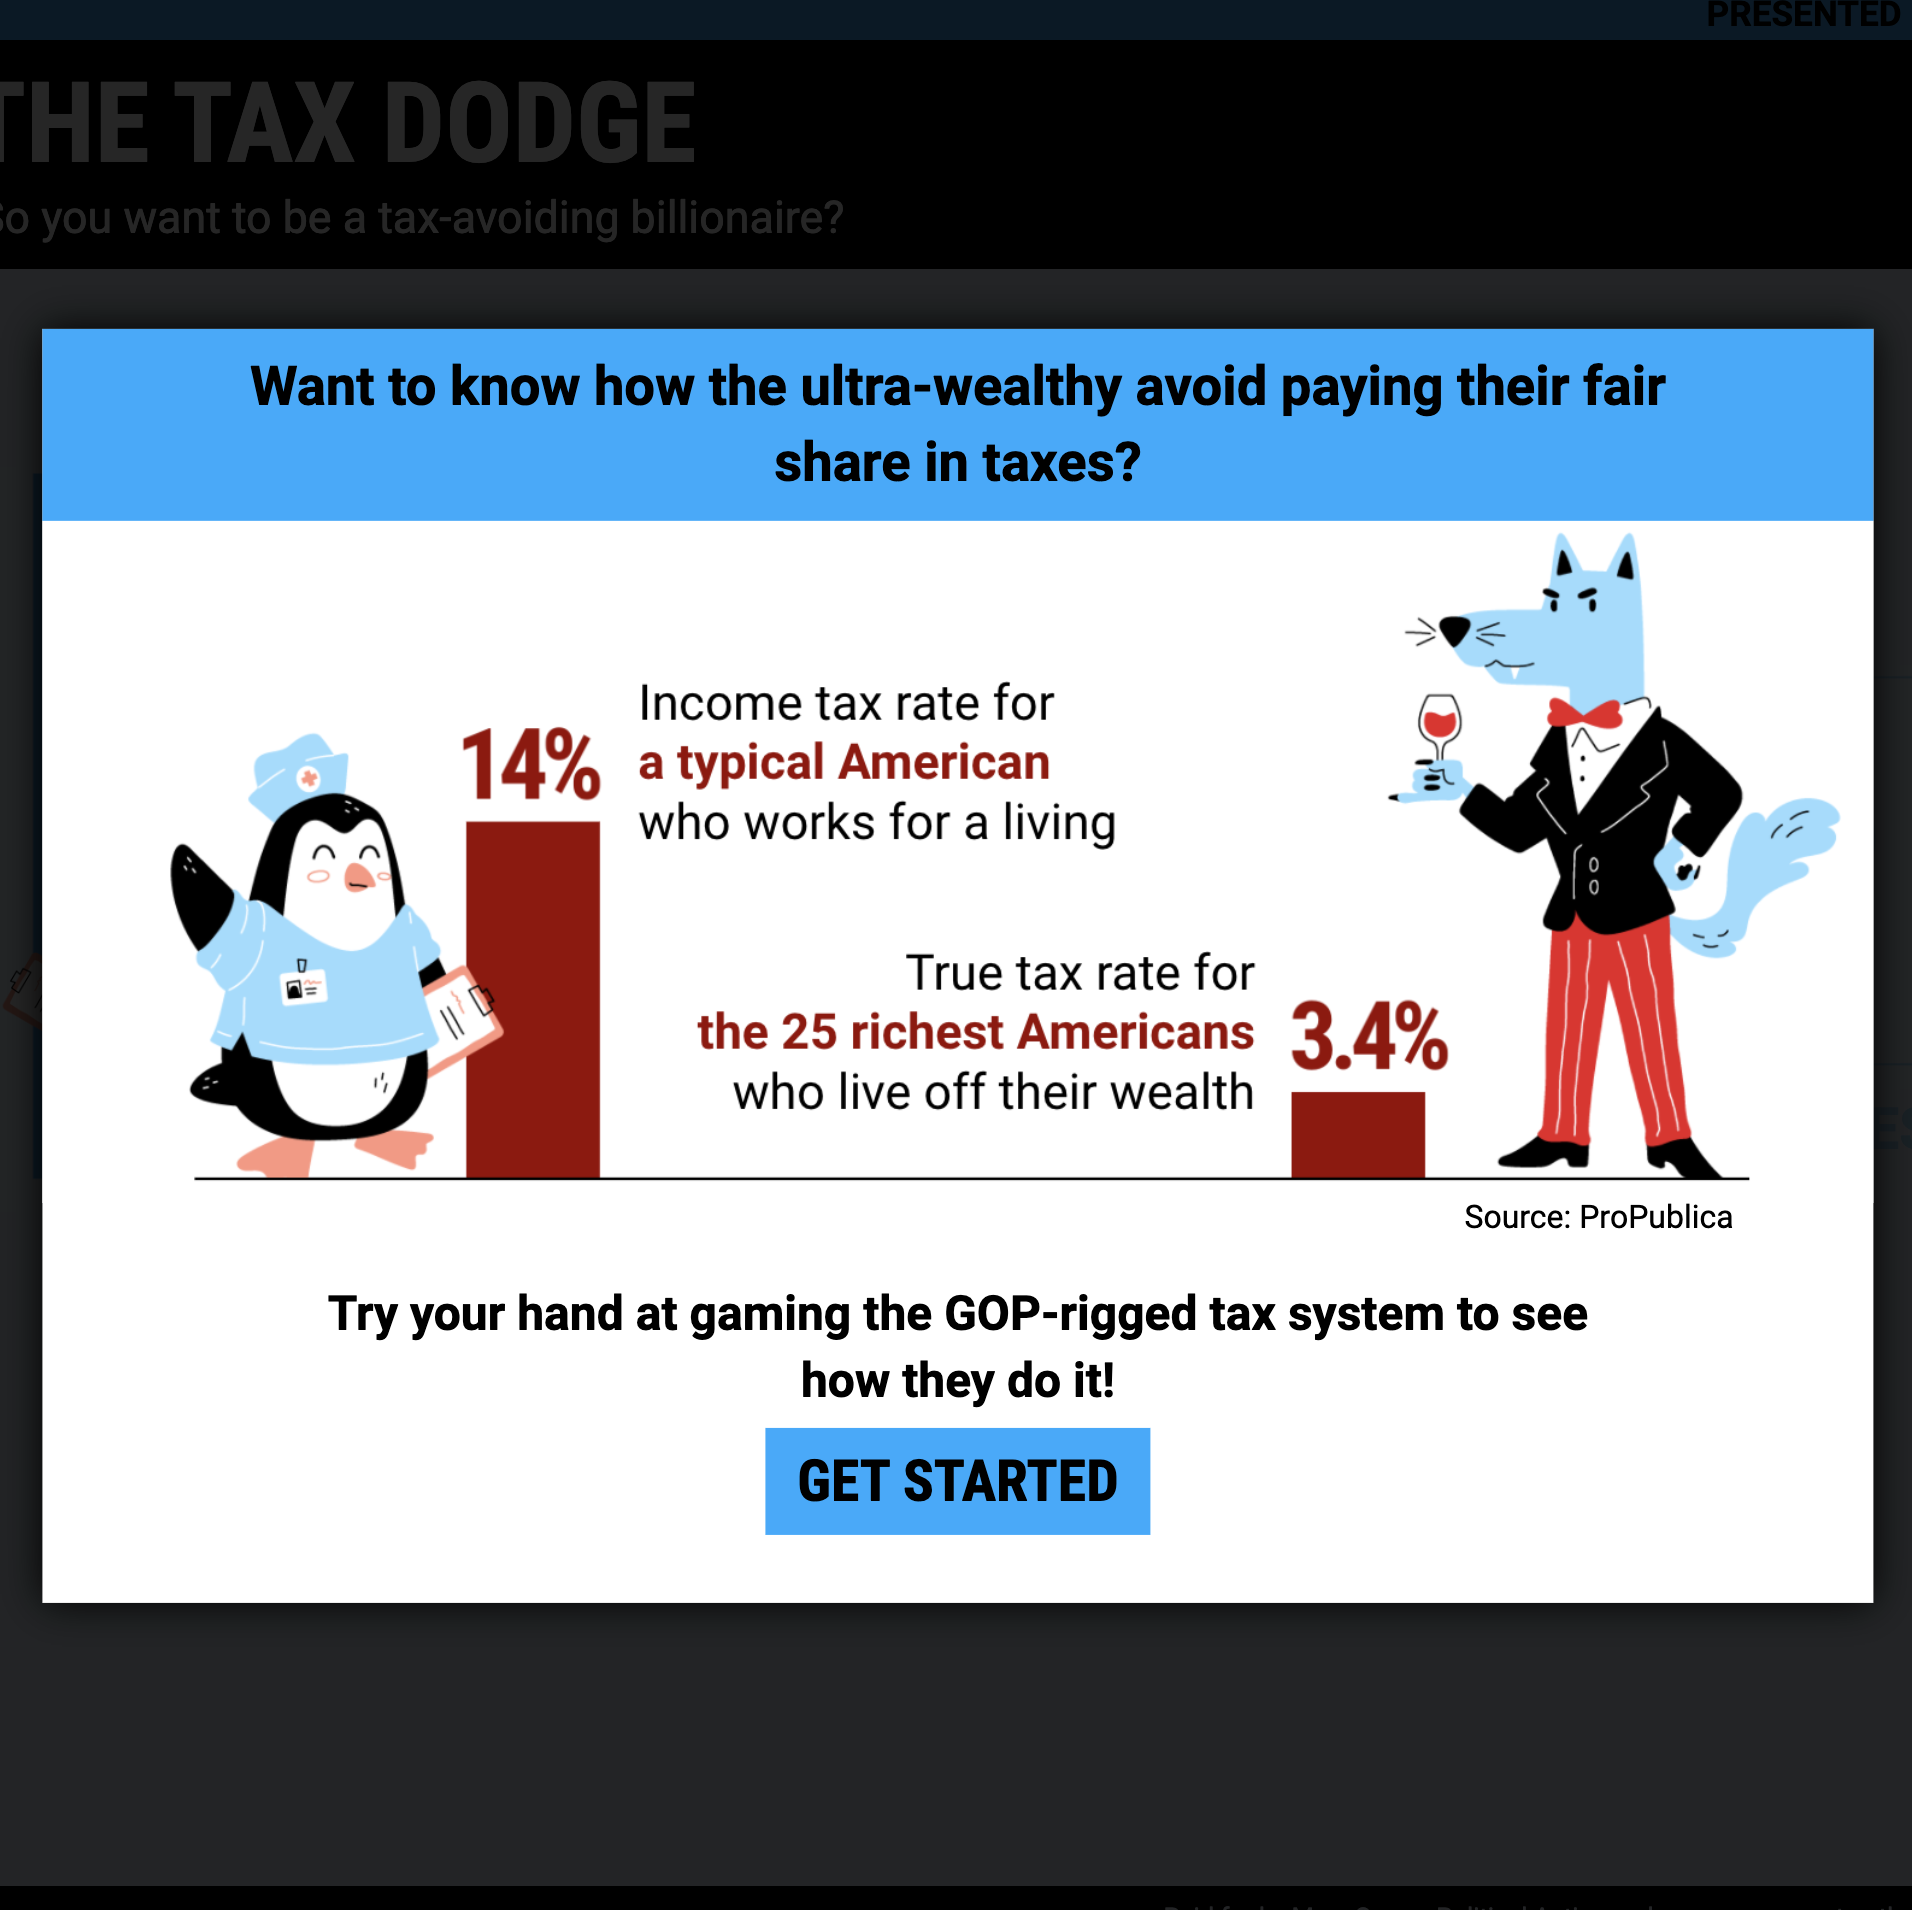 PRESENTED
THE TAX DODGE
So you want to be a tax-avoiding billionaire?
Want to know how the ultra-wealthy avoid paying their fair
share in taxes?
14%
Income tax rate for
a typical American
who works for a living
True tax rate for
the 25 richest Americans
who live off their wealth
3.4%
Source: ProPublica
Try your hand at gaming the GOP-rigged tax system to see
how they do it!
GET STARTED